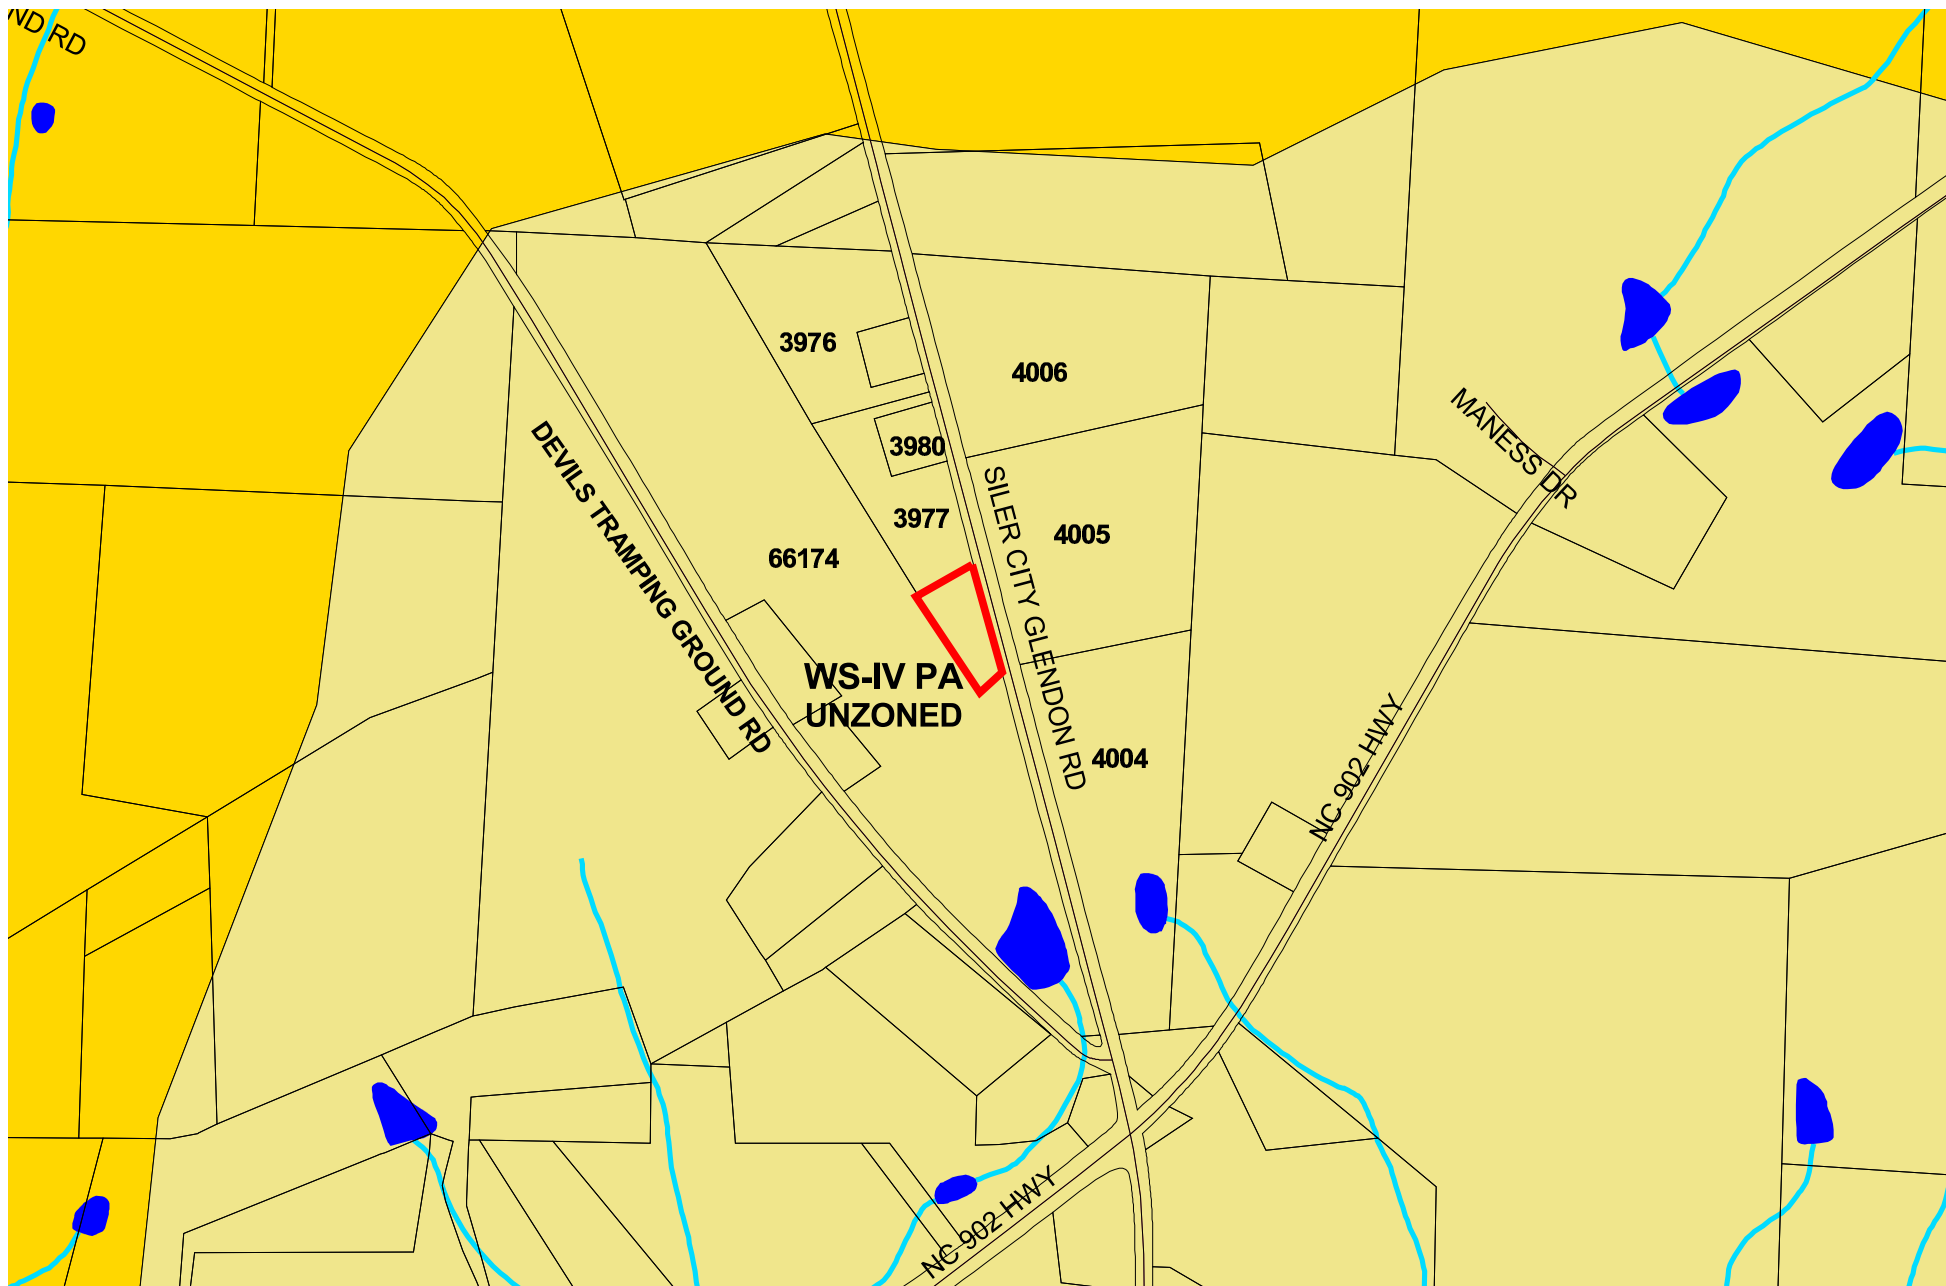 ND RD
3976
4006
MANESS DR
3980
DEVILS TRAMPING GROUND RD
SILER CITY GLENDON RD
3977
4005
66174
WS-IV PA
UNZONED
4004
NC 902 HWY
NC 902 HWY